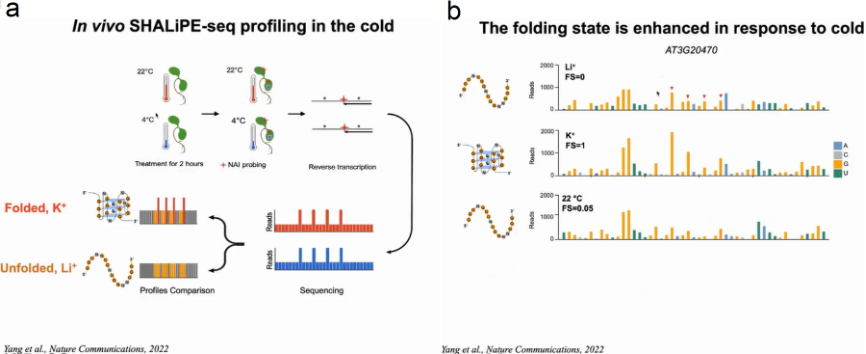 a
In vivo SHALiPE-seq profiling in the cold
22°C
22°C
4°C
4°C
Treatment for 2 hours
+ NAI probing
Reverse transcription
Folded, K⁺
Reads
Unfolded, Li⁺
Reads
Profiles Comparison
Sequencing
Yang et al., Nature Communications, 2022
b
The folding state is enhanced in response to cold
AT3G20470
Li⁺
FS=0
Reads
2000
1000
0
K⁺
FS=1
Reads
2000
1000
0
A
C
G
U
22 °C
FS=0.05
Reads
2000
1000
0
Yang et al., Nature Communications, 2022